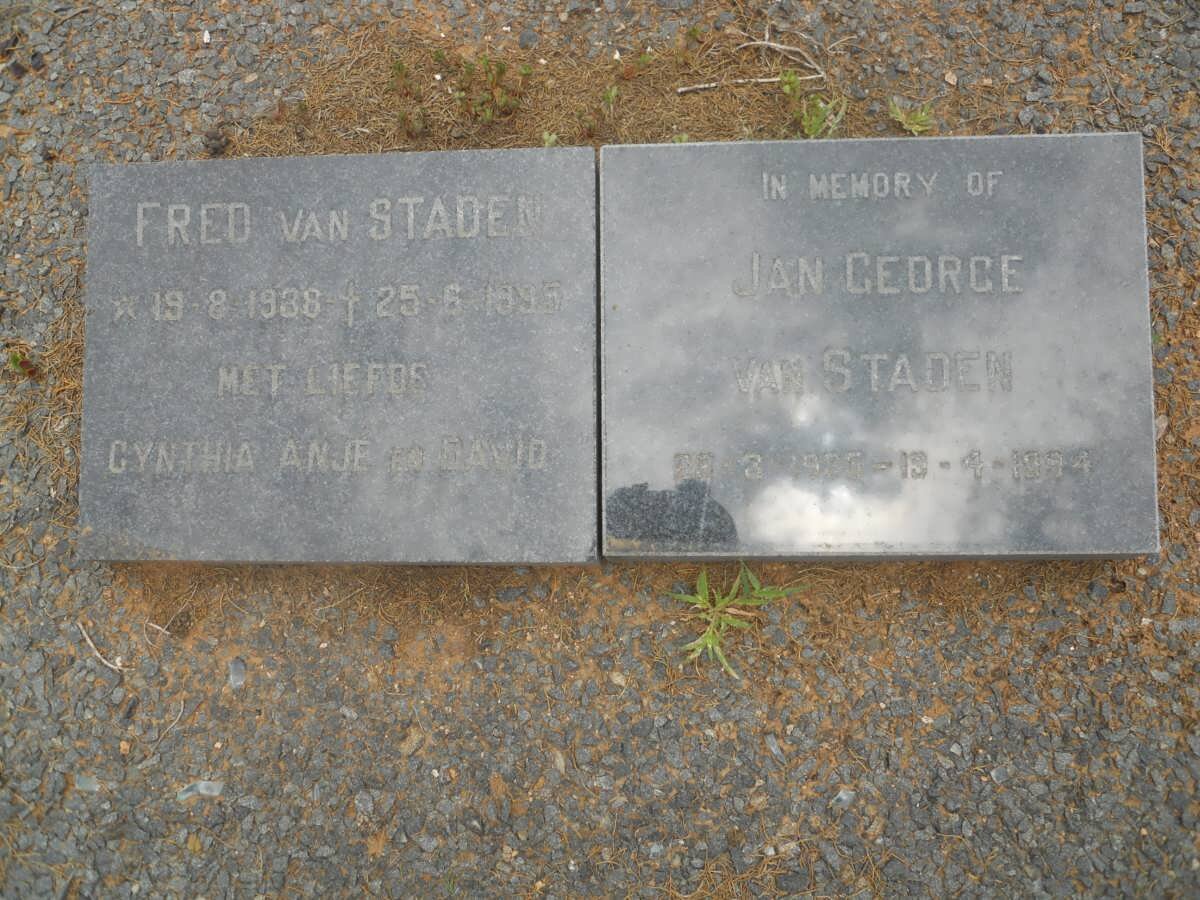 FRED VAN STADEN
* 19-8-1938 - † 25-6-1995
MET LIEFDE
CYNTHIA ANJE EN DAWID
IN MEMORY OF
JAN GEORGE
VAN STADEN
- 19 - 4 - 1994